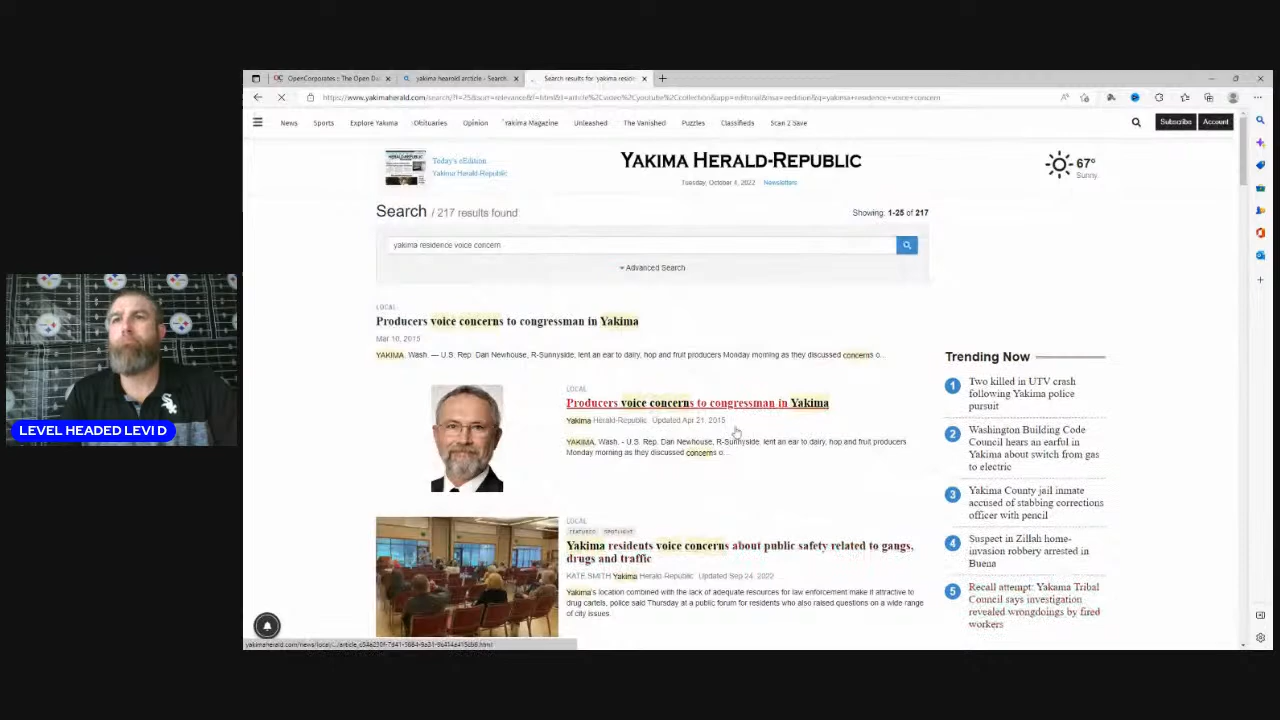 OpenCorporates :: The Open Da
yakima hearald arcticle - Search
Search results for 'yakima reside
News
Sports
Explore Yakima
Obituaries
Opinion
Yakima Magazine
Unleashed
The Vanished
Puzzles
Classifieds
Scan 2 Save
Subscribe
Account
Today's eEdition
Yakima Herald-Republic
YAKIMA HERALD-REPUBLIC
Tuesday, October 4, 2022
Newsletters
67°
Sunny
Search / 217 results found
Showing: 1-25 of 217
yakima residence voice concern
Advanced Search
LOCAL
Producers voice concerns to congressman in Yakima
Mar 10, 2015
YAKIMA, Wash. — U.S. Rep. Dan Newhouse, R-Sunnyside, lent an ear to dairy, hop and fruit producers Monday morning as they discussed concerns o...
LOCAL
Producers voice concerns to congressman in Yakima
Yakima Herald-Republic Updated Apr 21, 2015
YAKIMA, Wash. - U.S. Rep. Dan Newhouse, R-Sunnyside, lent an ear to dairy, hop and fruit producers
Monday morning as they discussed concerns o...
LOCAL
FEATURED SPOTLIGHT
Yakima residents voice concerns about public safety related to gangs,
drugs and traffic
KATE SMITH Yakima Herald-Republic Updated Sep 24, 2022
Yakima's location combined with the lack of adequate resources for law enforcement make it attractive to
drug cartels, police said Thursday at a public forum for residents who also raised questions on a wide range
of city issues.
Trending Now
1 Two killed in UTV crash
following Yakima police
pursuit
2 Washington Building Code
Council hears an earful in
Yakima about switch from gas
to electric
3 Yakima County jail inmate
accused of stabbing corrections
officer with pencil
4 Suspect in Zillah home-
invasion robbery arrested in
Buena
5 Recall attempt: Yakama Tribal
Council says investigation
revealed wrongdoings by fired
workers
LEVEL HEADED LEVI D